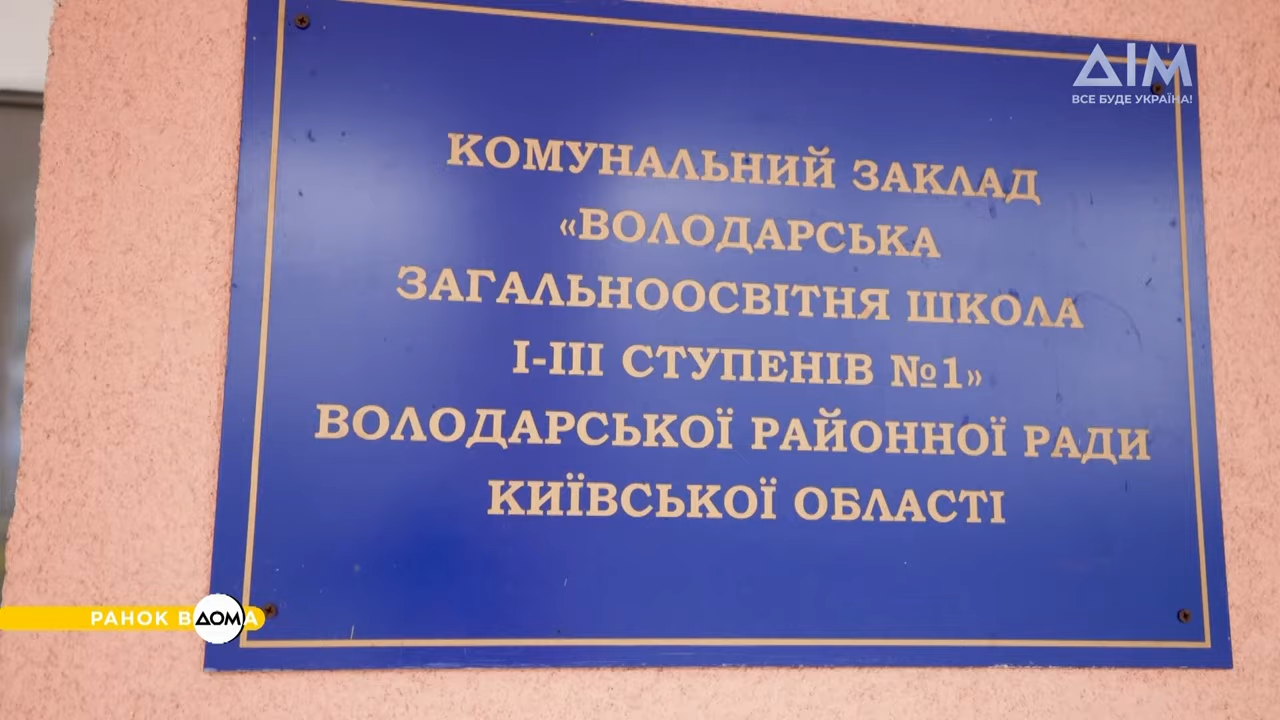 ДІМ
ВСЕ БУДЕ УКРАЇНА!
КОМУНАЛЬНИЙ ЗАКЛАД
«ВОЛОДАРСЬКА
ЗАГАЛЬНООСВІТНЯ ШКОЛА
І-ІІІ СТУПЕНІВ №1»
ВОЛОДАРСЬКОЇ РАЙОННОЇ РАДИ
КИЇВСЬКОЇ ОБЛАСТІ
РАНОК ВДОМА